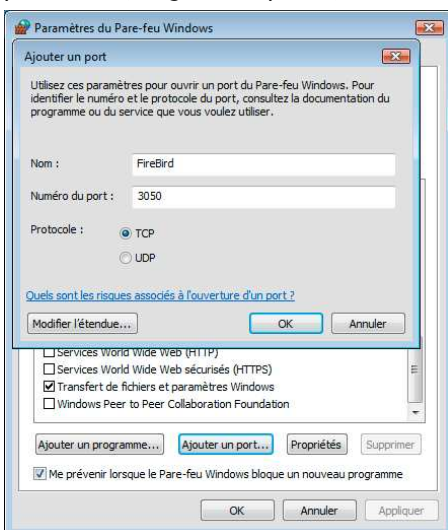 Paramètres du Pare-feu Windows
Ajouter un port
Utilisez ces paramètres pour ouvrir un port du Pare-feu Windows. Pour
identifier le numéro et le protocole du port, consultez la documentation du
programme ou du service que vous voulez utiliser.
Nom : FireBird
Numéro du port : 3050
Protocole : TCP
UDP
Quels sont les risques associés à l'ouverture d'un port ?
Modifier l'étendue... OK Annuler
Services World Wide Web (HTTP)
Services World Wide Web sécurisés (HTTPS)
Transfert de fichiers et paramètres Windows
Windows Peer to Peer Collaboration Foundation
Ajouter un programme... Ajouter un port... Propriétés Supprimer
Me prévenir lorsque le Pare-feu Windows bloque un nouveau programme
OK Annuler Appliquer